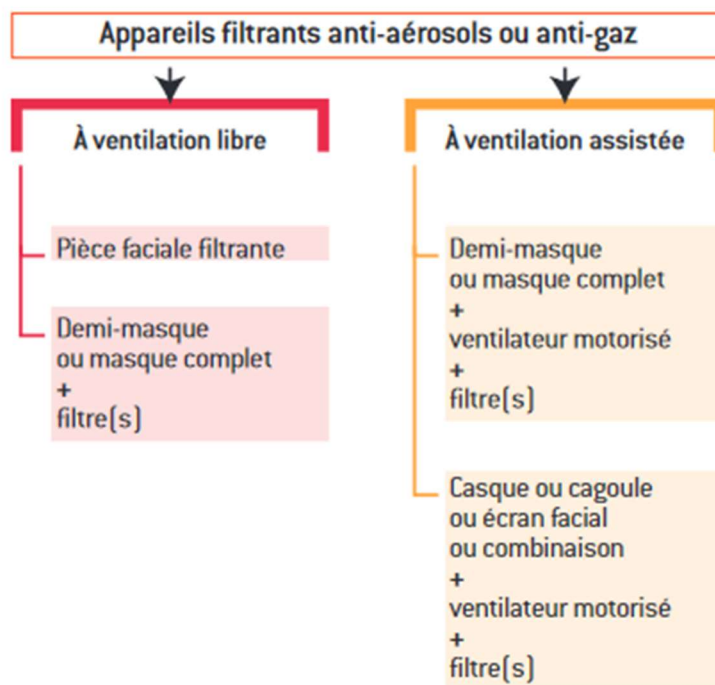 Appareils filtrants anti-aérosols ou anti-gaz
À ventilation libre
Pièce faciale filtrante
Demi-masque
ou masque complet
+
filtre(s)
À ventilation assistée
Demi-masque
ou masque complet
+
ventilateur motorisé
+
filtre(s)
Casque ou cagoule
ou écran facial
ou combinaison
+
ventilateur motorisé
+
filtre(s)